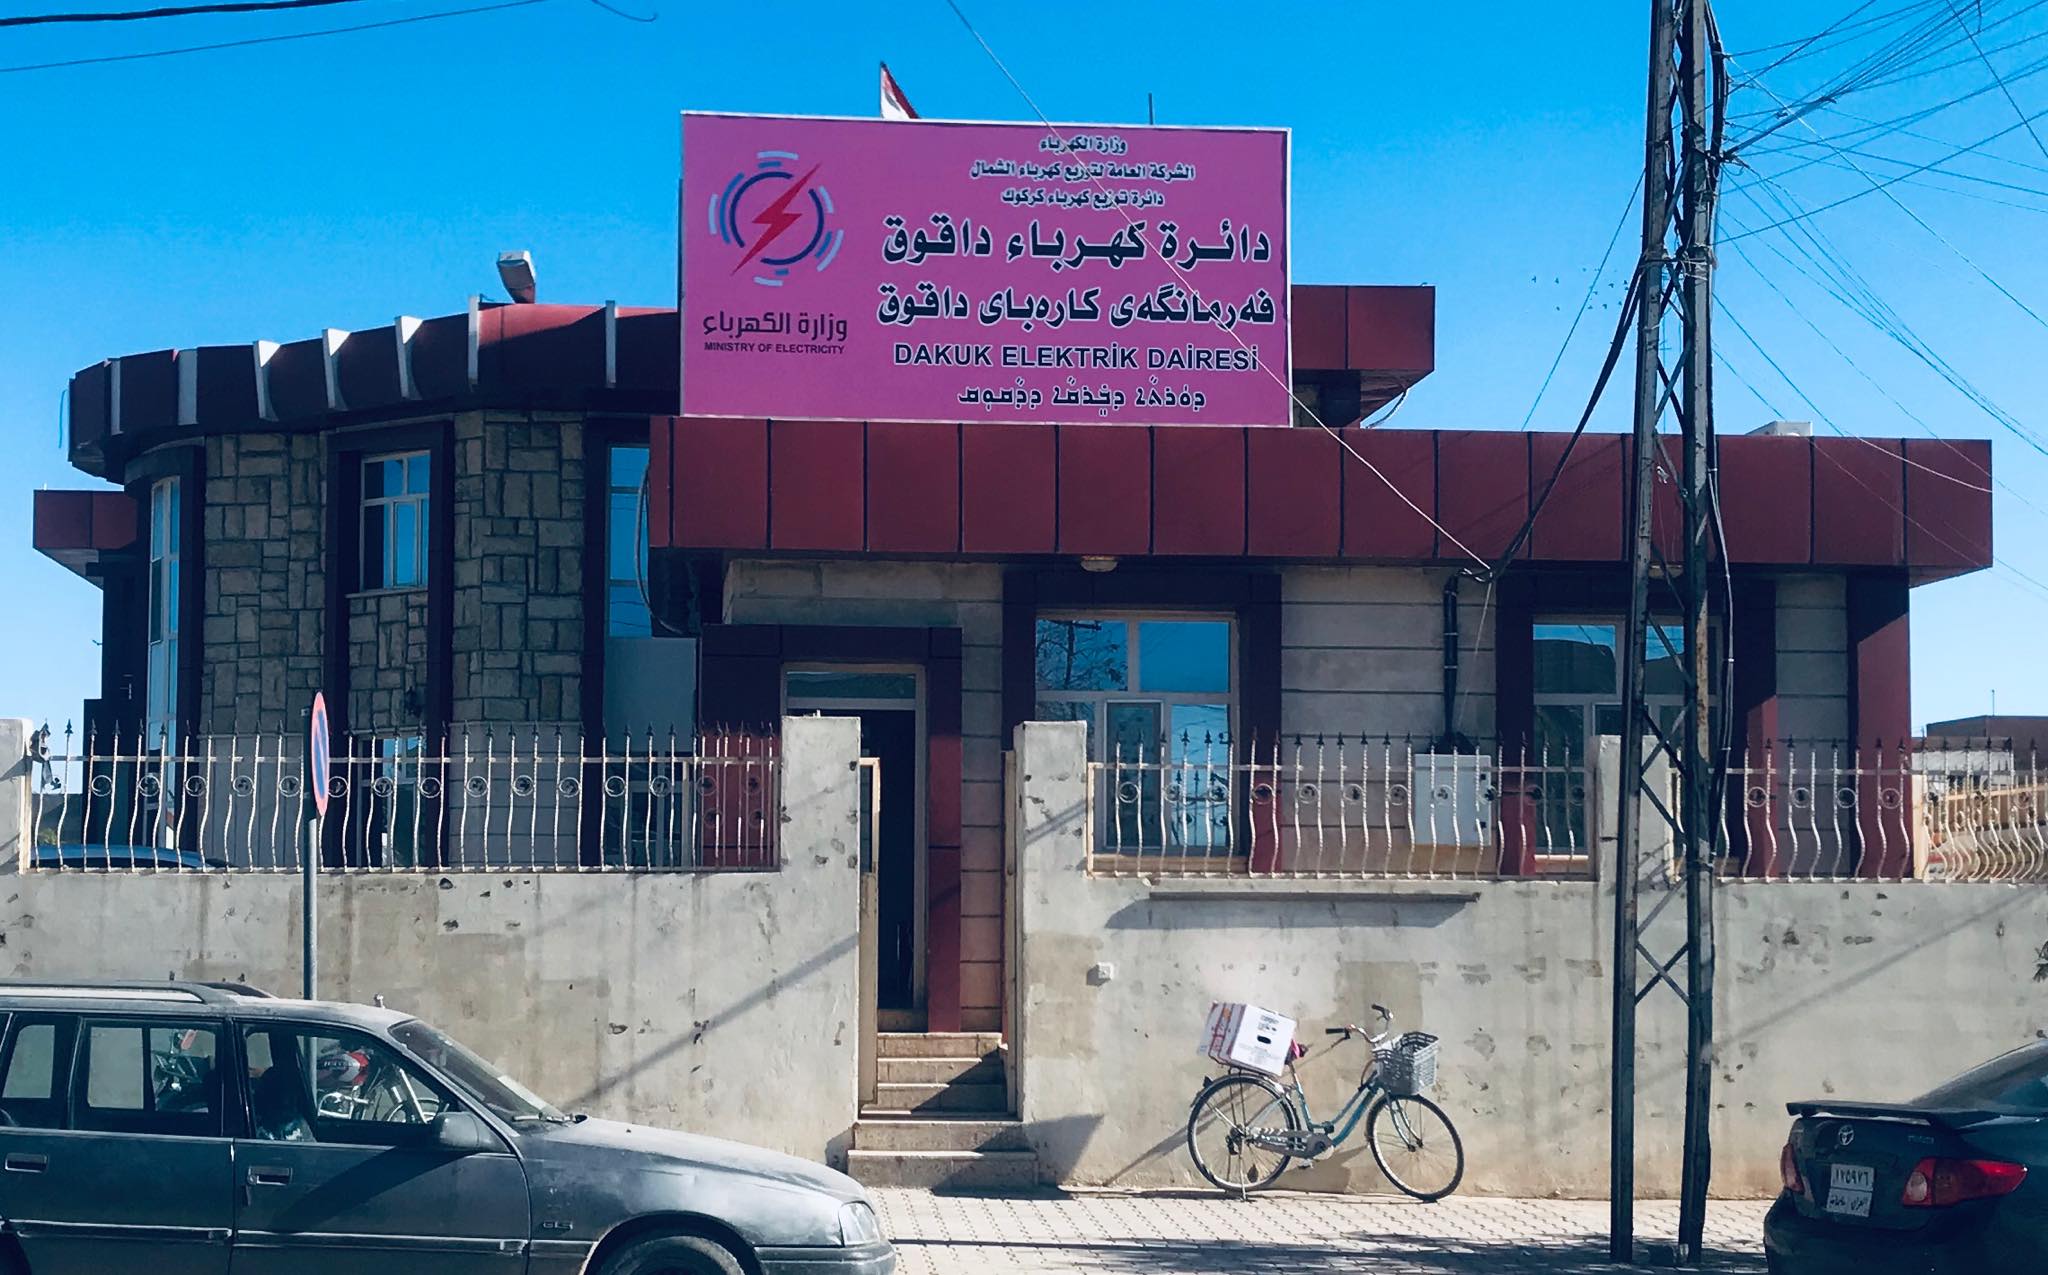 وزارة الكهرباء
الشركة العامة لتوزيع كهرباء الشمال
دائرة توزيع كهرباء كركوك
دائرة كهرباء داقوق
فەرمانگەی کارەبای داقوق
DAKUK ELEKTRİK DAİRESİ
وزارة الكهرباء
MINISTRY OF ELECTRICITY
GLS